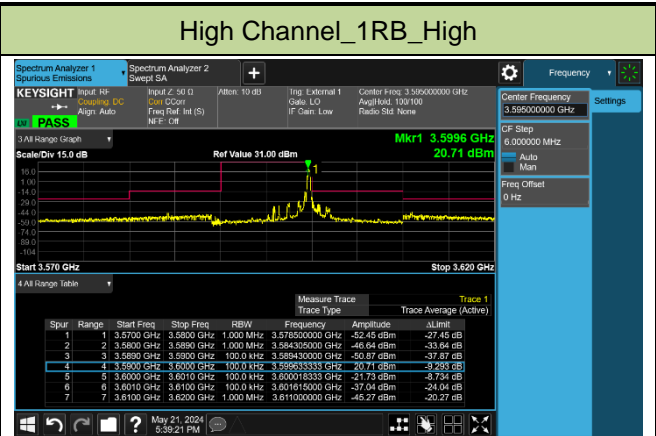 High Channel_1RB_High
Spectrum Analyzer 1
Spurious Emissions
Spectrum Analyzer 2
Swept SA
Frequency
KEYSIGHT
Input: RF
Coupling: DC
Align: Auto
Input Z: 50 Ω
Corr CCorr
Freq Ref: Int (S)
NFE: Off
Atten: 10 dB
Trig: External 1
Gate: LO
IF Gain: Low
Center Freq: 3.595000000 GHz
Avg|Hold: 100/100
Radio Std: None
PASS
Center Frequency
3.595000000 GHz
Settings
CF Step
6.000000 MHz
Auto
Man
Freq Offset
0 Hz
3 All Range Graph
Mkr1 3.5996 GHz
20.71 dBm
Scale/Div 15.0 dB
Ref Value 31.00 dBm
1
16.0
1.00
-14.0
-29.0
-44.0
-59.0
-74.0
-89.0
-104
Start 3.570 GHz
Stop 3.620 GHz
4 All Range Table
Measure Trace Trace 1
Trace Type Trace Average (Active)
Spur Range Start Freq Stop Freq RBW Frequency Amplitude ΔLimit
1 1 3.5700 GHz 3.5800 GHz 1.000 MHz 3.578500000 GHz -52.45 dBm -27.45 dB
2 2 3.5800 GHz 3.5890 GHz 1.000 MHz 3.584305000 GHz -46.64 dBm -33.64 dB
3 3 3.5890 GHz 3.5900 GHz 100.0 kHz 3.589430000 GHz -50.87 dBm -37.87 dB
4 4 3.5900 GHz 3.6000 GHz 100.0 kHz 3.599633333 GHz 20.71 dBm -9.293 dB
5 5 3.6000 GHz 3.6010 GHz 100.0 kHz 3.600018333 GHz -21.73 dBm -8.734 dB
6 6 3.6010 GHz 3.6100 GHz 100.0 kHz 3.601615000 GHz -37.04 dBm -24.04 dB
7 7 3.6100 GHz 3.6200 GHz 1.000 MHz 3.611000000 GHz -45.27 dBm -20.27 dB
May 21, 2024
5:39:21 PM